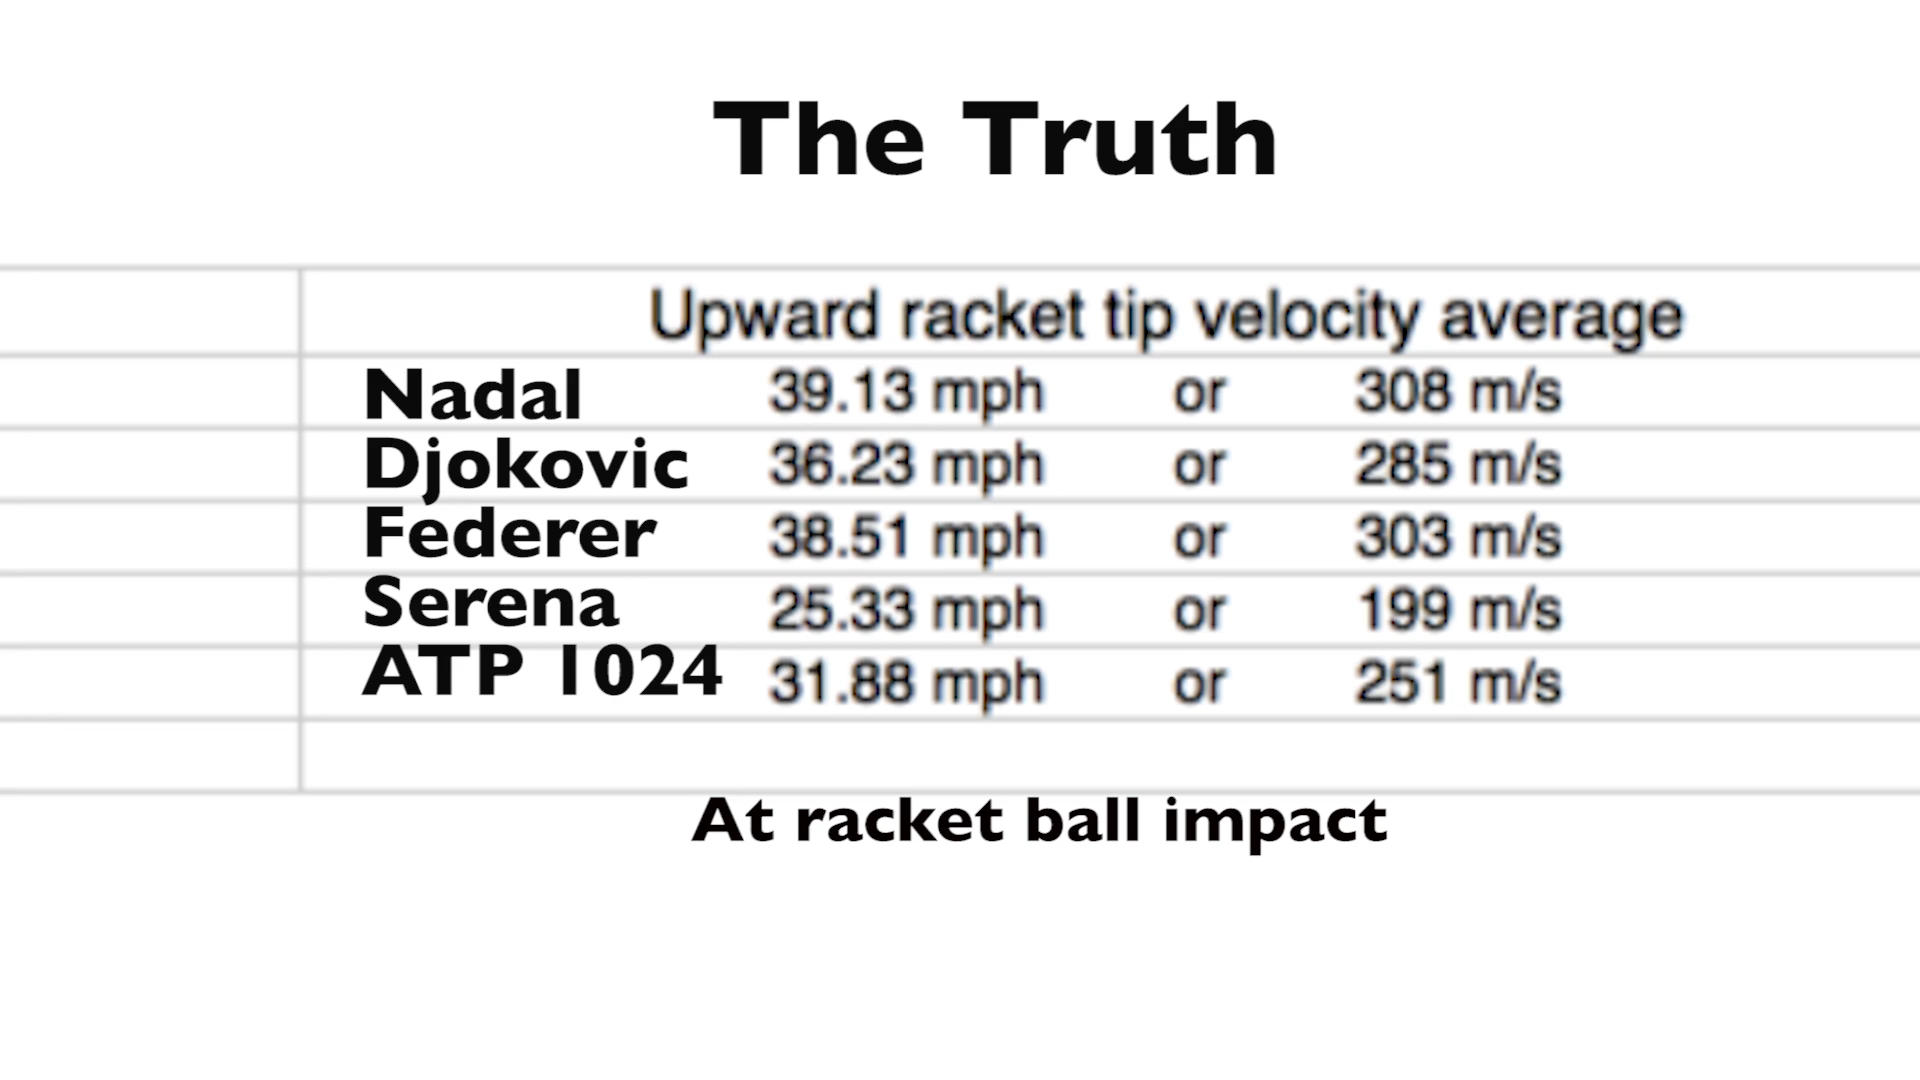 The Truth
Upward racket tip velocity average
Nadal 39.13 mph or 308 m/s
Djokovic 36.23 mph or 285 m/s
Federer 38.51 mph or 303 m/s
Serena 25.33 mph or 199 m/s
ATP 1024 31.88 mph or 251 m/s
At racket ball impact